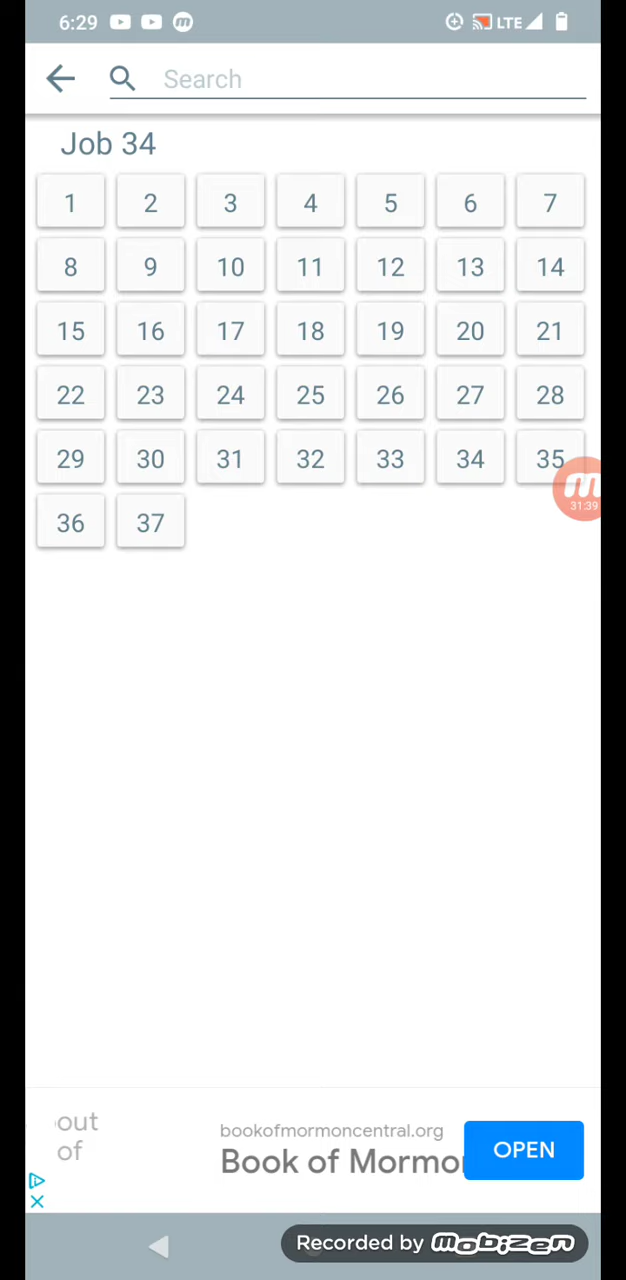 6:29
LTE
Search
Job 34
1 2 3 4 5 6 7
8 9 10 11 12 13 14
15 16 17 18 19 20 21
22 23 24 25 26 27 28
29 30 31 32 33 34 35
31:39
36 37
out
of
bookofmormoncentral.org
Book of Mormo
OPEN
Recorded by mobizen